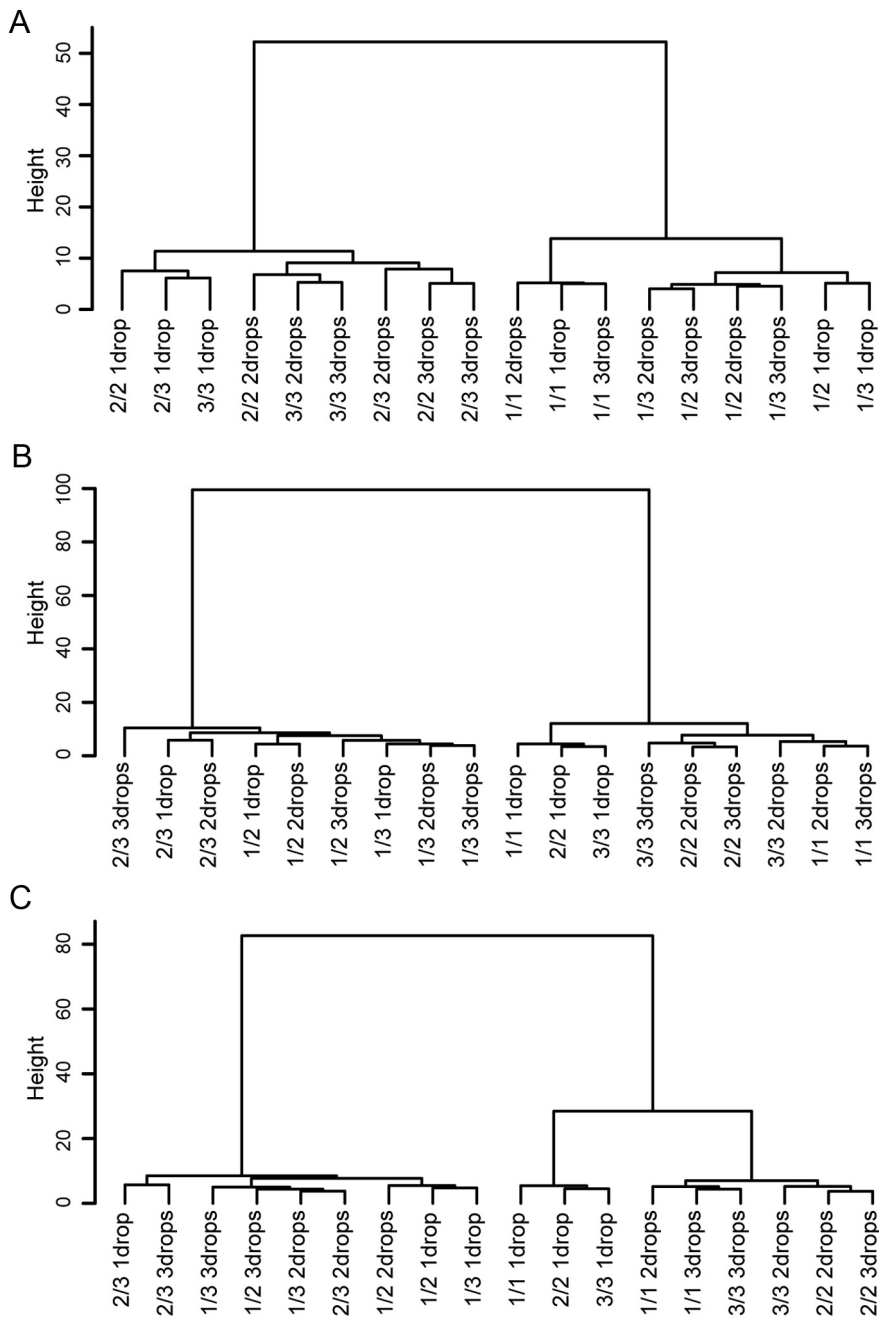 A
Height
50
40
30
20
10
0
2/2 1drop
2/3 1drop
3/3 1drop
2/2 2drops
3/3 2drops
3/3 3drops
2/3 2drops
2/2 3drops
2/3 3drops
1/1 2drops
1/1 1drop
1/1 3drops
1/3 2drops
1/2 3drops
1/2 2drops
1/3 3drops
1/2 1drop
1/3 1drop
B
Height
100
80
60
40
20
0
2/3 3drops
2/3 1drop
2/3 2drops
1/2 1drop
1/2 2drops
1/2 3drops
1/3 1drop
1/3 2drops
1/3 3drops
1/1 1drop
2/2 1drop
3/3 1drop
3/3 3drops
2/2 2drops
2/2 3drops
3/3 2drops
1/1 2drops
1/1 3drops
C
Height
80
60
40
20
0
2/3 1drop
2/3 3drops
1/3 3drops
1/2 3drops
1/3 2drops
2/3 2drops
1/2 2drops
1/2 1drop
1/3 1drop
1/1 1drop
2/2 1drop
3/3 1drop
1/1 2drops
1/1 3drops
3/3 3drops
3/3 2drops
2/2 2drops
2/2 3drops